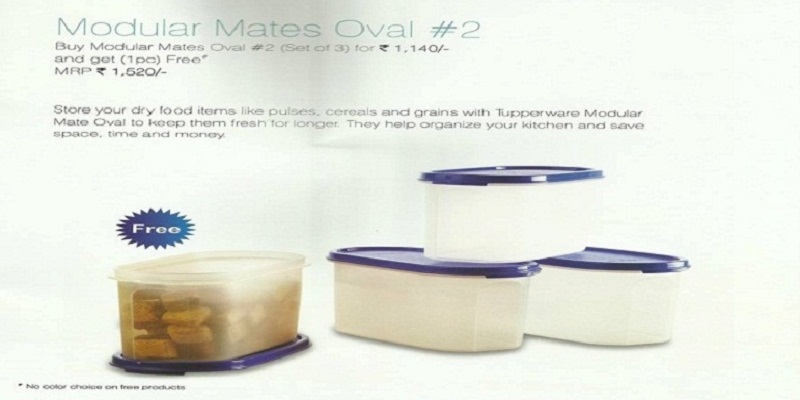 Modular Mates Oval #2
Buy Modular Mates Oval #2 (Set of 3) for ₹ 1,140/-
and get (1pc) Free*
MRP ₹ 1,520/-
Store your dry food items like pulses, cereals and grains with Tupperware Modular
Mate Oval to keep them fresh for longer. They help organize your kitchen and save
space, time and money.
Free
* No color choice on free products